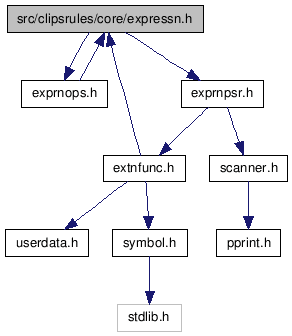 src/clipsrules/core/expressn.h
exprnops.h
exprnpsr.h
extnfunc.h
scanner.h
userdata.h
symbol.h
pprint.h
stdlib.h